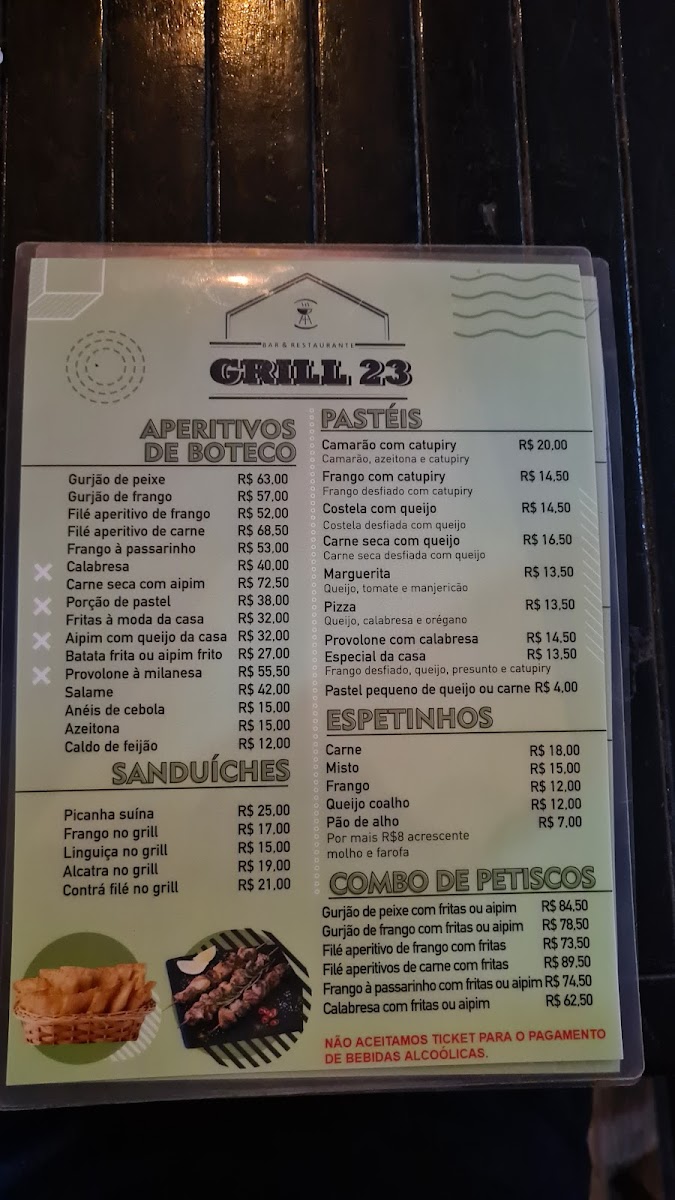 BAR & RESTAURANTE
GRILL 23
APERITIVOS
DE BOTECO
Gurjão de peixe R$ 63,00
Gurjão de frango R$ 57,00
Filé aperitivo de frango R$ 52,00
Filé aperitivo de carne R$ 68,50
Frango à passarinho R$ 53,00
Calabresa R$ 40,00
Carne seca com aipim R$ 72,50
Porção de pastel R$ 38,00
Fritas à moda da casa R$ 32,00
Aipim com queijo da casa R$ 32,00
Batata frita ou aipim frito R$ 27,00
Provolone à milanesa R$ 55,50
Salame R$ 42,00
Anéis de cebola R$ 15,00
Azeitona R$ 15,00
Caldo de feijão R$ 12,00
SANDUÍCHES
Picanha suína R$ 25,00
Frango no grill R$ 17,00
Linguiça no grill R$ 15,00
Alcatra no grill R$ 19,00
Contrá filé no grill R$ 21,00
PASTÉIS
Camarão com catupiry R$ 20,00
Camarão, azeitona e catupiry
Frango com catupiry R$ 14,50
Frango desfiado com catupiry
Costela com queijo R$ 14,50
Costela desfiada com queijo
Carne seca com queijo R$ 16,50
Carne seca desfiada com queijo
Marguerita R$ 13,50
Queijo, tomate e manjericão
Pizza R$ 13,50
Queijo, calabresa e orégano
Provolone com calabresa R$ 14,50
Especial da casa R$ 13,50
Frango desfiado, queijo, presunto e catupiry
Pastel pequeno de queijo ou carne R$ 4,00
ESPETINHOS
Carne R$ 18,00
Misto R$ 15,00
Frango R$ 12,00
Queijo coalho R$ 12,00
Pão de alho R$ 7,00
Por mais R$8 acrescente
molho e farofa
COMBO DE PETISCOS
Gurjão de peixe com fritas ou aipim R$ 84,50
Gurjão de frango com fritas ou aipim R$ 78,50
Filé aperitivo de frango com fritas R$ 73,50
Filé aperitivos de carne com fritas R$ 89,50
Frango à passarinho com fritas ou aipim R$ 74,50
Calabresa com fritas ou aipim R$ 62,50
NÃO ACEITAMOS TICKET PARA O PAGAMENTO
DE BEBIDAS ALCOÓLICAS.